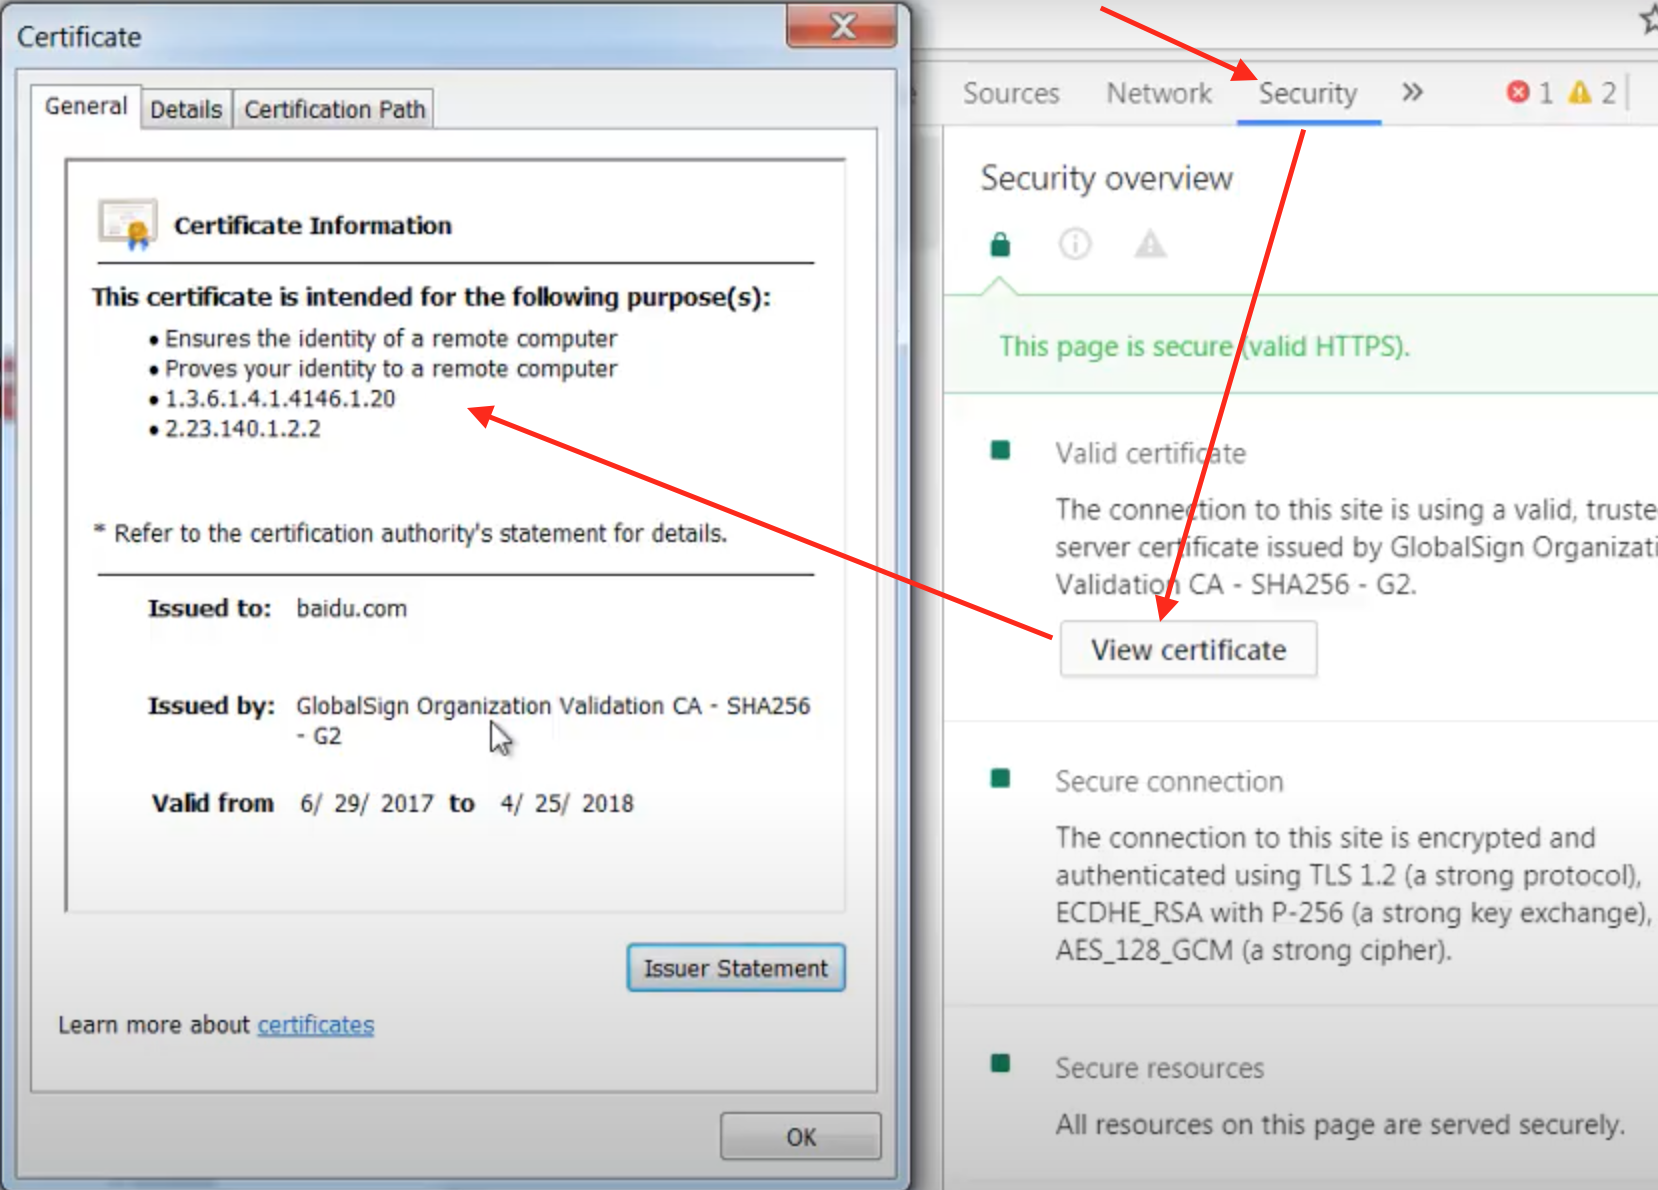 Certificate
General
Details
Certification Path
Certificate Information
This certificate is intended for the following purpose(s):
• Ensures the identity of a remote computer
• Proves your identity to a remote computer
• 1.3.6.1.4.1.4146.1.20
• 2.23.140.1.2.2
* Refer to the certification authority's statement for details.
Issued to: baidu.com
Issued by: GlobalSign Organization Validation CA - SHA256
- G2
Valid from 6/ 29/ 2017 to 4/ 25/ 2018
Issuer Statement
Learn more about certificates
OK
Sources
Network
Security
»
1
2
Security overview
This page is secure (valid HTTPS).
Valid certificate
The connection to this site is using a valid,
server certificate issued by GlobalSign
Validation CA - SHA256 - G2.
View certificate
Secure connection
The connection to this site is encrypted and
authenticated using TLS 1.2 (a strong protocol),
ECDHE_RSA with P-256 (a strong key exchange),
AES_128_GCM (a strong cipher).
Secure resources
All resources on this page are served securely.